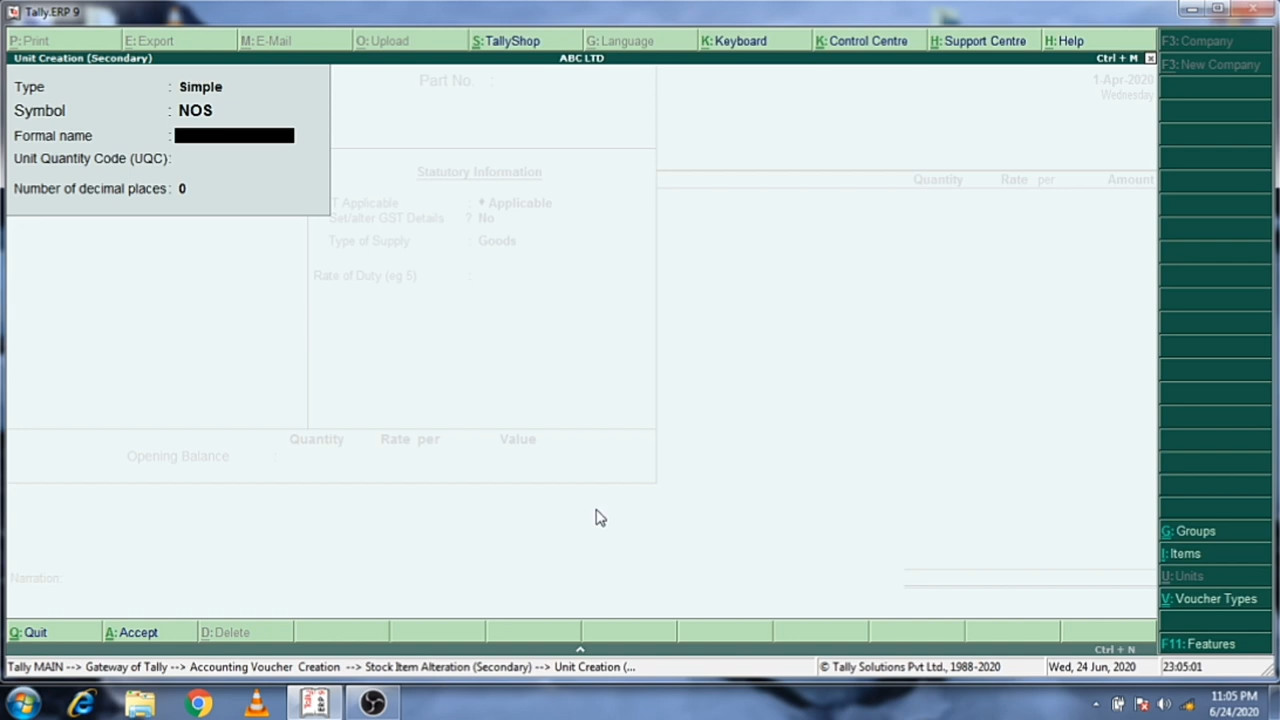 Tally.ERP 9
P: Print E: Export M: E-Mail O: Upload S: TallyShop G: Language K: Keyboard K: Control Centre H: Support Centre H: Help F3: Company
Unit Creation (Secondary) ABC LTD Ctrl + M F3: New Company
Type : Simple
Part No. :
1-Apr-2020
Wednesday
Symbol : NOS
Formal name :
Unit Quantity Code (UQC):
Number of decimal places: 0
Statutory Information
Quantity Rate per Amount
T Applicable : ♦ Applicable
Set/alter GST Details ? No
Type of Supply : Goods
Rate of Duty (eg 5) :
Quantity Rate per Value
Opening Balance :
G: Groups
I: Items
Narration:
U: Units
V: Voucher Types
Q: Quit A: Accept D: Delete
F11: Features
Ctrl + N
Tally MAIN --> Gateway of Tally --> Accounting Voucher Creation --> Stock Item Alteration (Secondary) --> Unit Creation (... © Tally Solutions Pvt Ltd., 1988-2020 Wed, 24 Jun, 2020 23:05:01
11:05 PM
6/24/2020